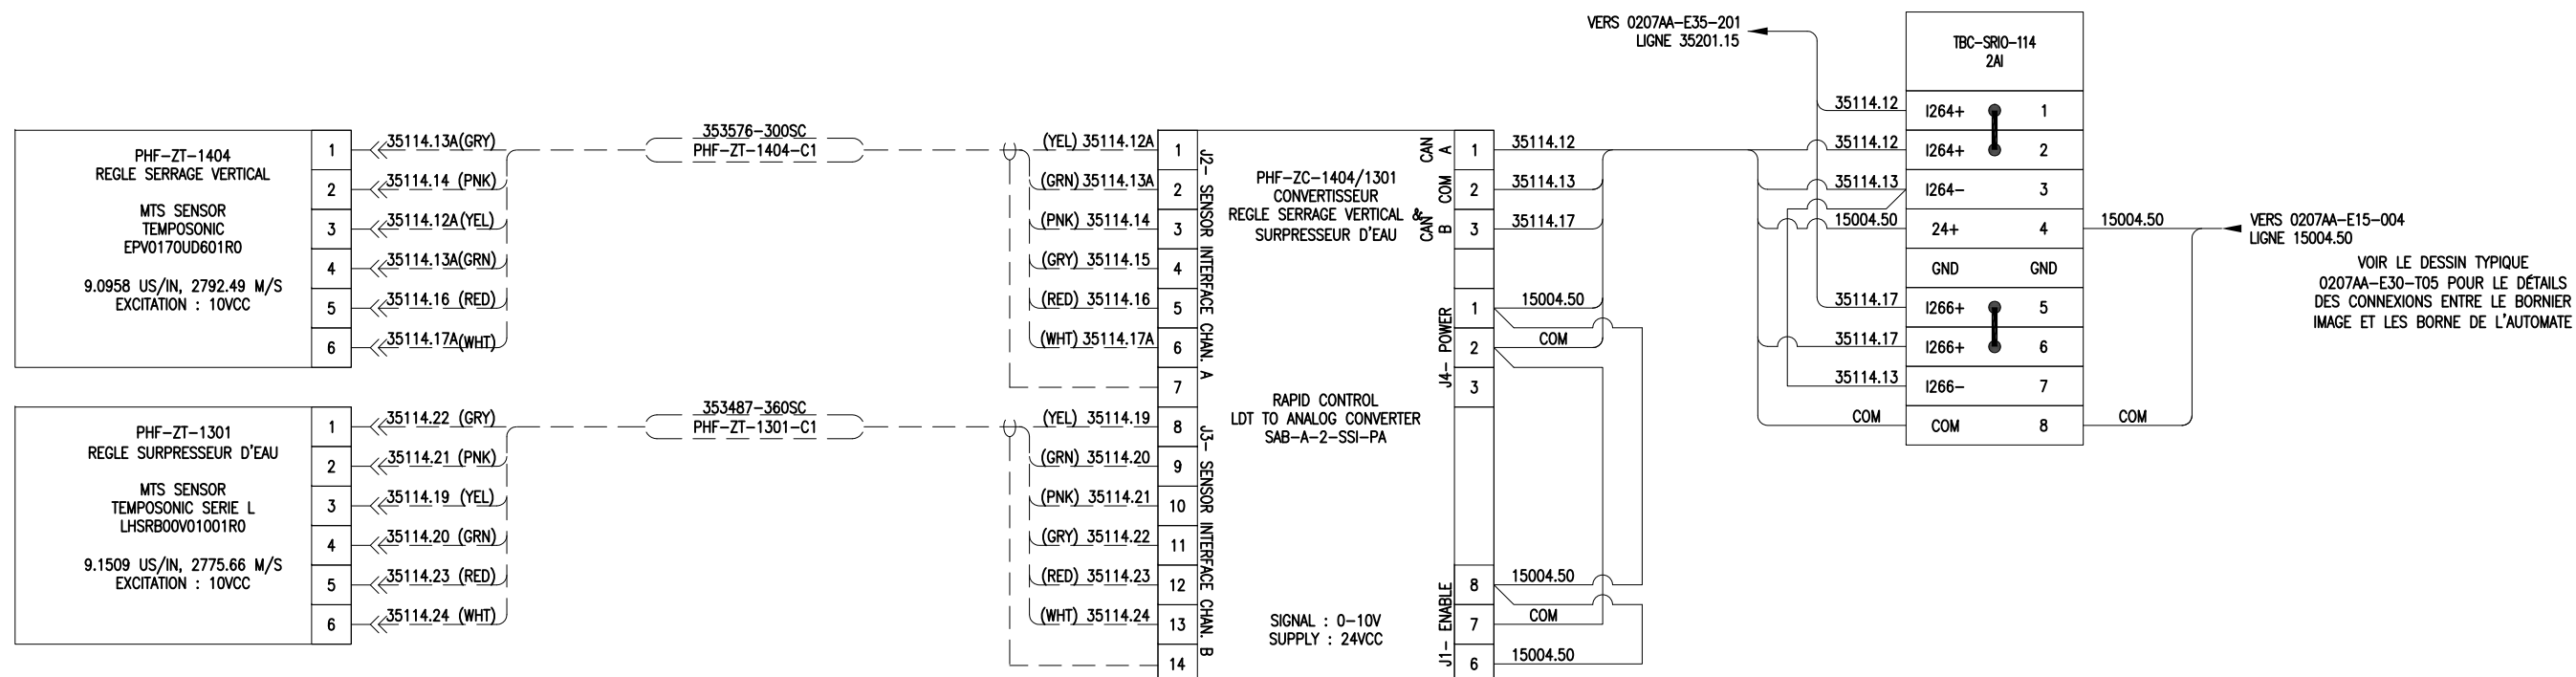 VERS 0207AA-E35-201
LIGNE 35201.15
TBC-SRIO-114
2AI
35114.12 I264+ 1
35114.12 I264+ 2
35114.13 I264- 3
15004.50 24+ 4 15004.50
GND GND
35114.17 I266+ 5
35114.17 I266+ 6
35114.13 I266- 7
COM COM 8 COM
VERS 0207AA-E15-004
LIGNE 15004.50
VOIR LE DESSIN TYPIQUE
0207AA-E30-T05 POUR LE DÉTAILS
DES CONNEXIONS ENTRE LE BORNIER
IMAGE ET LES BORNE DE L'AUTOMATE
PHF-ZT-1404
REGLE SERRAGE VERTICAL
MTS SENSOR
TEMPOSONIC
EPV0170UD601R0
9.0958 US/IN, 2792.49 M/S
EXCITATION : 10VCC
1 35114.13A(GRY)
2 35114.14 (PNK)
3 35114.12A(YEL)
4 35114.13A(GRN)
5 35114.16 (RED)
6 35114.17A(WHT)
353576-300SC
PHF-ZT-1404-C1
(YEL) 35114.12A 1
(GRN) 35114.13A 2
(PNK) 35114.14 3
(GRY) 35114.15 4
(RED) 35114.16 5
(WHT) 35114.17A 6
7
J2- SENSOR INTERFACE CHAN. A
PHF-ZT-1301
REGLE SURPRESSEUR D'EAU
MTS SENSOR
TEMPOSONIC SERIE L
LHSRB00V01001R0
9.1509 US/IN, 2775.66 M/S
EXCITATION : 10VCC
1 35114.22 (GRY)
2 35114.21 (PNK)
3 35114.19 (YEL)
4 35114.20 (GRN)
5 35114.23 (RED)
6 35114.24 (WHT)
353487-360SC
PHF-ZT-1301-C1
(YEL) 35114.19 8
(GRN) 35114.20 9
(PNK) 35114.21 10
(GRY) 35114.22 11
(RED) 35114.23 12
(WHT) 35114.24 13
14
J3- SENSOR INTERFACE CHAN. B
PHF-ZC-1404/1301
CONVERTISSEUR
REGLE SERRAGE VERTICAL &
SURPRESSEUR D'EAU
RAPID CONTROL
LDT TO ANALOG CONVERTER
SAB-A-2-SSI-PA
SIGNAL : 0-10V
SUPPLY : 24VCC
CAN A 1 35114.12
COM 2 35114.13
CAN B 3 35114.17
J4- POWER
1 15004.50
2 COM
3
J1- ENABLE
8 15004.50
7 COM
6 15004.50